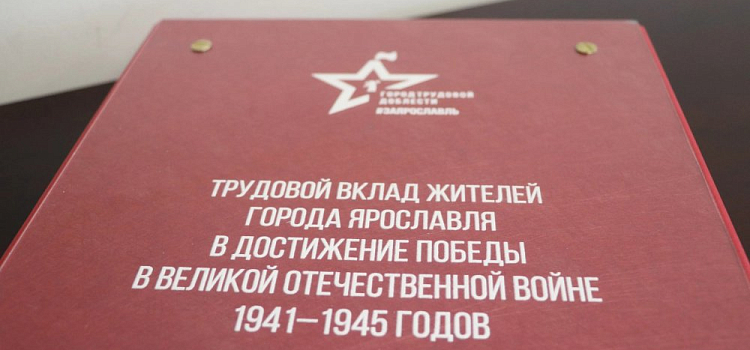 ГОРОД ТРУДОВОЙ
ДОБЛЕСТИ
#ЗАЯРОСЛАВЛЬ
ТРУДОВОЙ ВКЛАД ЖИТЕЛЕЙ
ГОРОДА ЯРОСЛАВЛЯ
В ДОСТИЖЕНИЕ ПОБЕДЫ
В ВЕЛИКОЙ ОТЕЧЕСТВЕННОЙ ВОЙНЕ
1941–1945 ГОДОВ